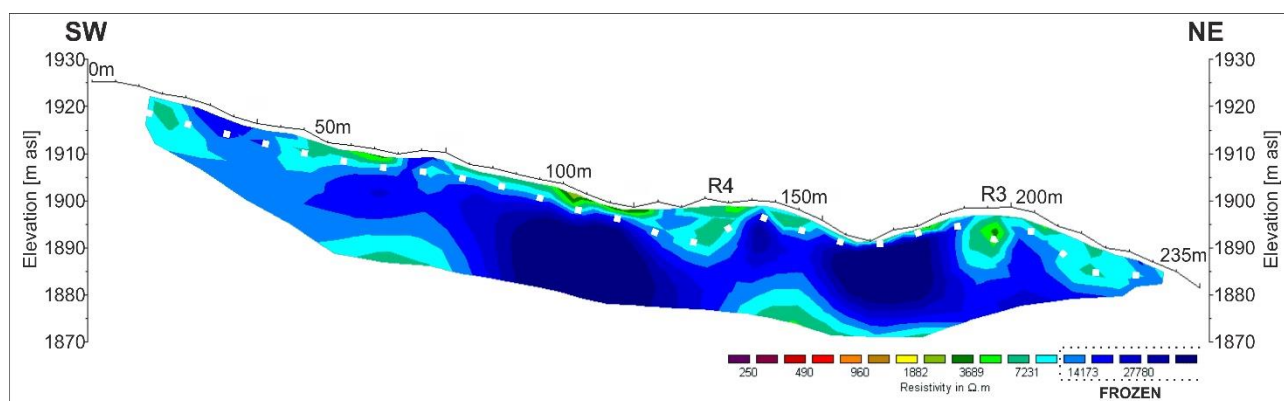 SW NE
1930 1930
0m
1920 1920
50m
1910 1910
100m
R4 150m R3 200m
1900 1900
1890 1890
235m
1880 1880
1870 1870
Elevation [m asl] Elevation [m asl]
250 490 960 1882 3689 7231 14173 27780
Resistivity in Ω.m
FROZEN